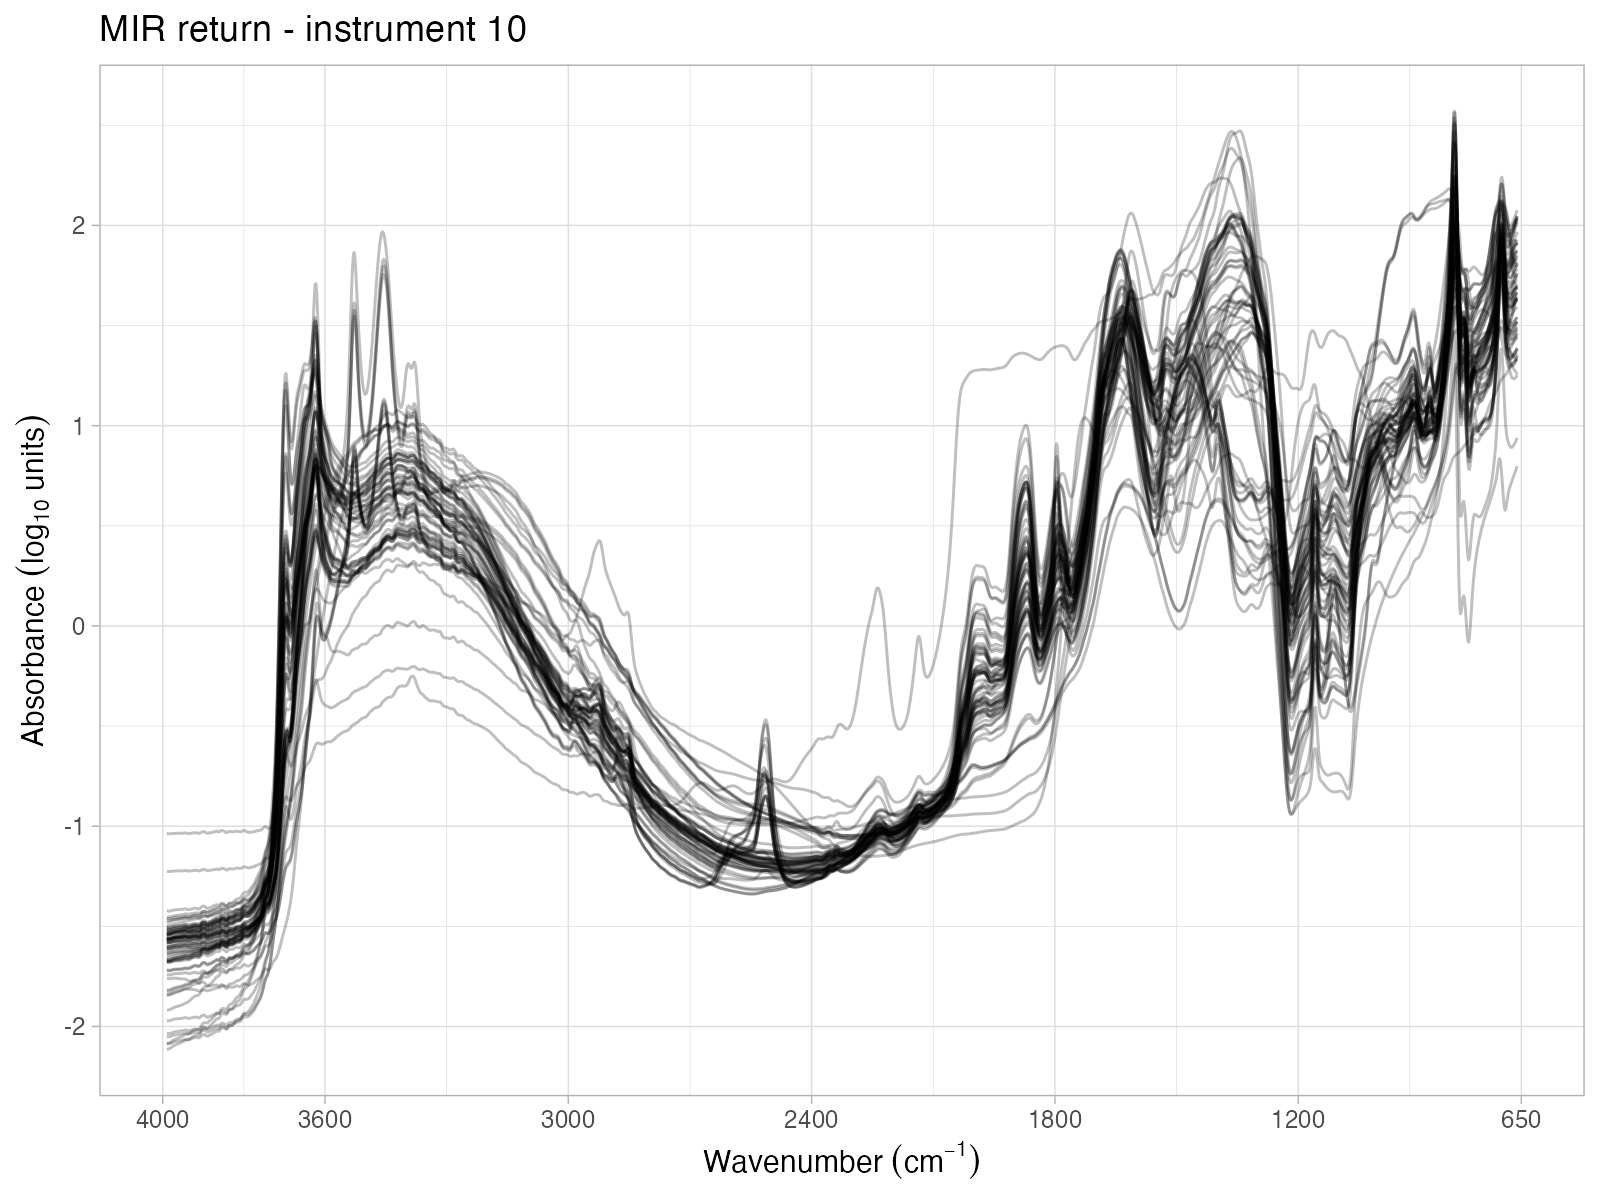 MIR return - instrument 10
Absorbance (log₁₀ units)
2
1
0
-1
-2
4000 3600 3000 2400 1800 1200 650
Wavenumber (cm⁻¹)